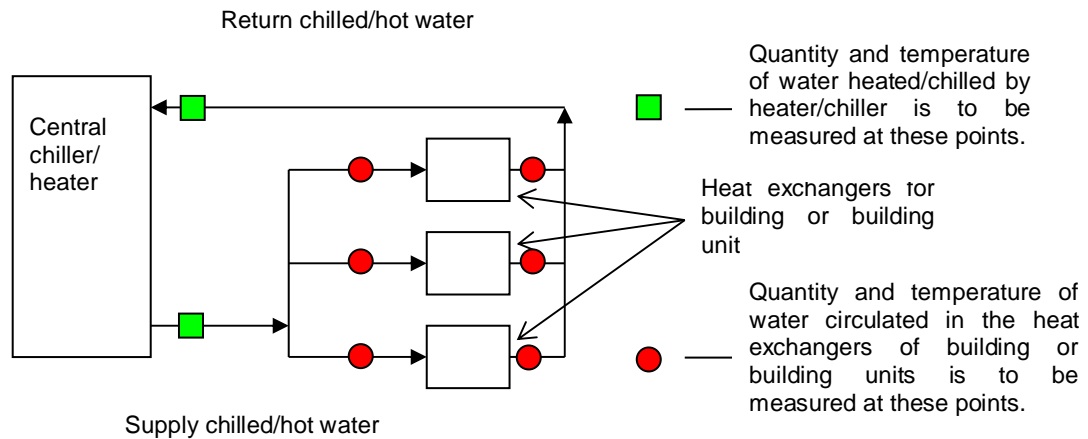 Return chilled/hot water
Central
chiller/
heater
Quantity and temperature
of water heated/chilled by
heater/chiller is to be
measured at these points.
Heat exchangers for
building or building
unit
Quantity and temperature of
water circulated in the heat
exchangers of building or
building units is to be
measured at these points.
Supply chilled/hot water